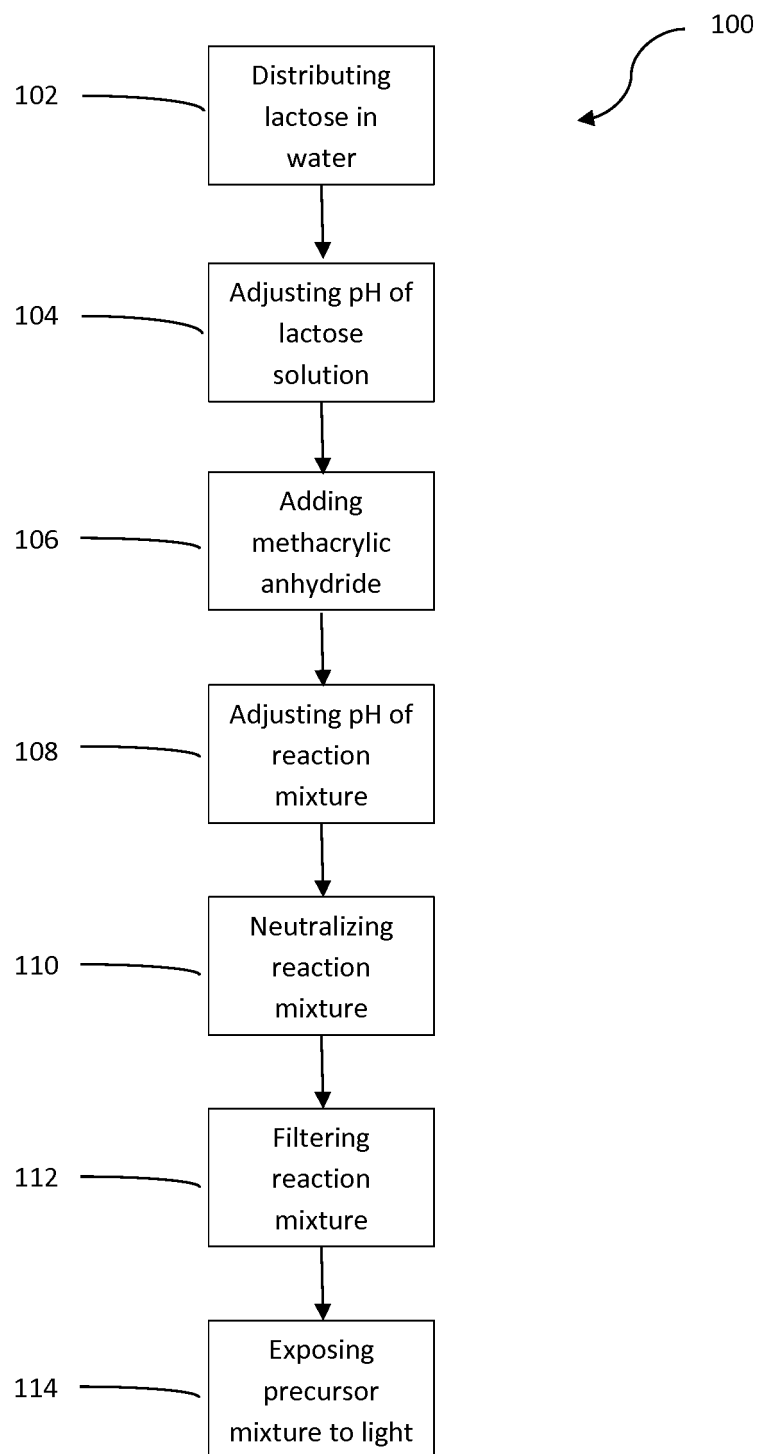 100
102
Distributing
lactose in
water
104
Adjusting pH of
lactose
solution
106
Adding
methacrylic
anhydride
108
Adjusting pH of
reaction
mixture
110
Neutralizing
reaction
mixture
112
Filtering
reaction
mixture
114
Exposing
precursor
mixture to light